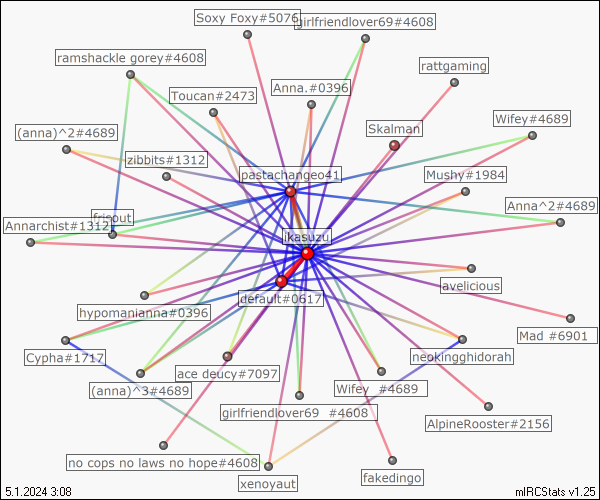 Soxy Foxy#5076
girlfriendlover69#4608
ramshackle gorey#4608
rattgaming
Toucan#2473
Anna.#0396
(anna)^2#4689
Skalman
Wifey#4689
zibbits#1312
pastachangeo41
Mushy#1984
Annarchist#1312
frisout
Anna^2#4689
ikasuzu
default#0617
avelicious
hypomanianna#0396
Mad #6901
Cypha#1717
neokingghidorah
(anna)^3#4689
ace deucy#7097
Wifey #4689
girlfriendlover69 #4608
AlpineRooster#2156
no cops no laws no hope#4608
xenoyaut
fakedingo
5.1.2024 3:08
mIRCStats v1.25